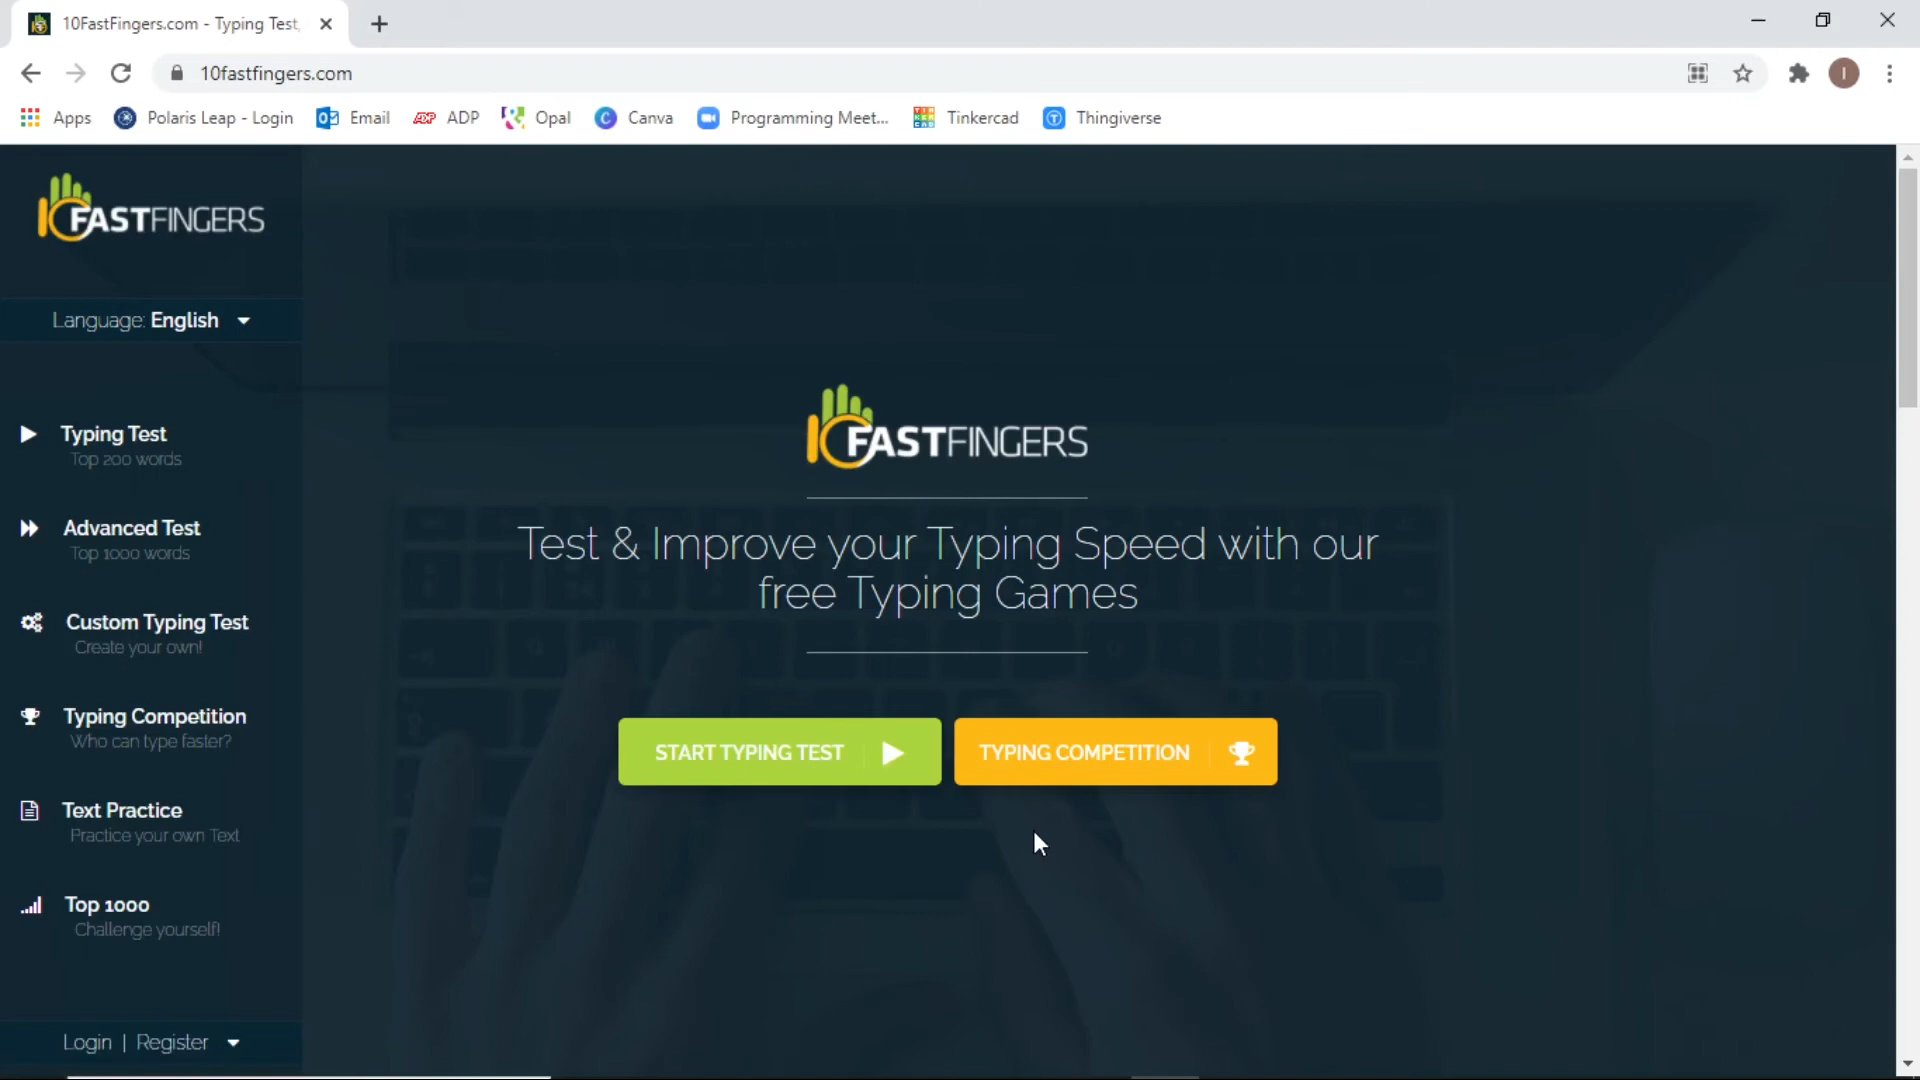 10FastFingers.com - Typing Test,
10fastfingers.com
I
Apps
Polaris Leap - Login
Email
ADP
Opal
Canva
Programming Meet...
Tinkercad
Thingiverse
10FASTFINGERS
Language: English
Typing Test
Top 200 words
Advanced Test
Top 1000 words
Custom Typing Test
Create your own!
Typing Competition
Who can type faster?
Text Practice
Practice your own Text
Top 1000
Challenge yourself!
Login | Register
10FASTFINGERS
Test & Improve your Typing Speed with our
free Typing Games
START TYPING TEST
TYPING COMPETITION